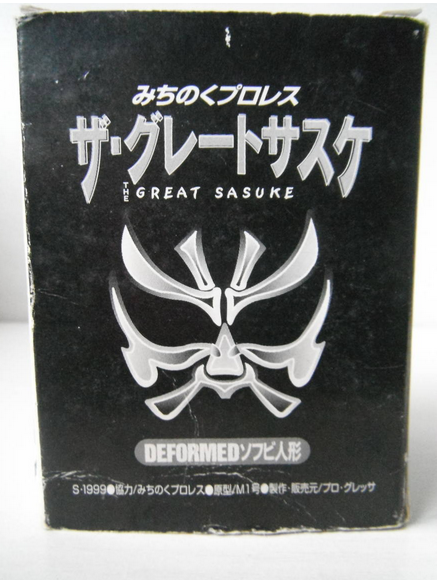 みちのくプロレス
ザ・グレートサスケ
THE GREAT SASUKE
DEFORMEDソフビ人形
S・1999●協力/みちのくプロレス●原型/M1号●製作・販売元/プロ・グレッサ